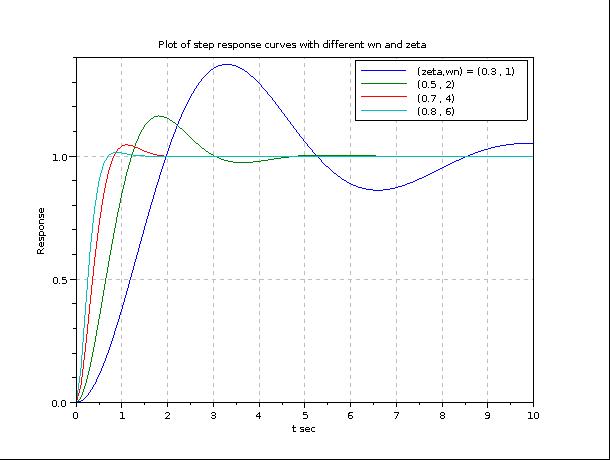 Plot of step response curves with different wn and zeta
(zeta,wn) = (0.3 , 1)
(0.5 , 2)
(0.7 , 4)
(0.8 , 6)
1.0
0.5
0.0
Response
0 1 2 3 4 5 6 7 8 9 10
t sec